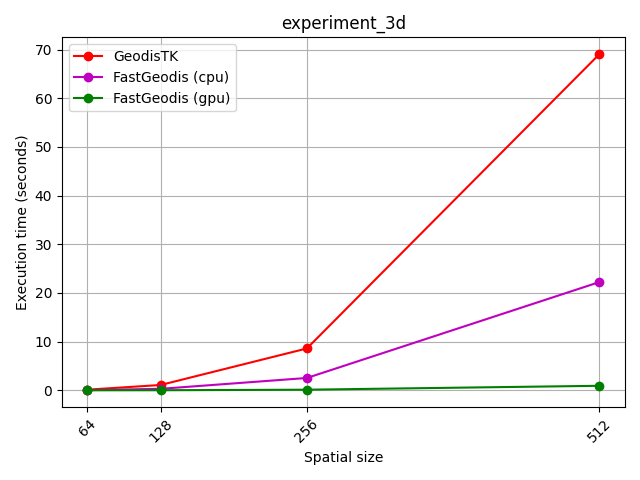 experiment_3d
GeodisTK
FastGeodis (cpu)
FastGeodis (gpu)
Execution time (seconds)
70
60
50
40
30
20
10
0
64
128
256
512
Spatial size